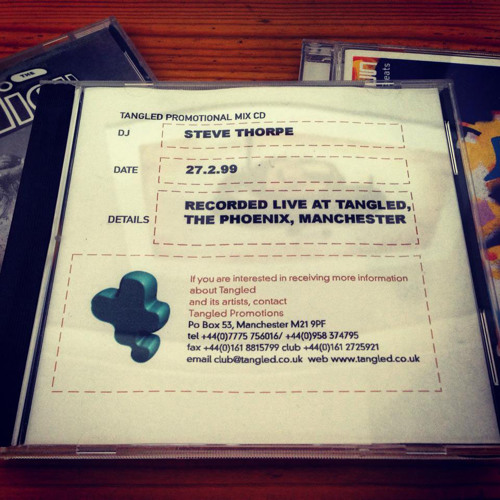 THE
TANGLED PROMOTIONAL MIX CD
DJ STEVE THORPE
DATE 27.2.99
DETAILS RECORDED LIVE AT TANGLED,
THE PHOENIX, MANCHESTER
If you are interested in receiving more information
about Tangled
and its artists, contact
Tangled Promotions
Po Box 53, Manchester M21 9PF
tel +44(0)7775 756016/ +44(0)958 374795
fax +44(0)161 8815799 club +44(0)161 2725921
email club@tangled.co.uk web www.tangled.co.uk